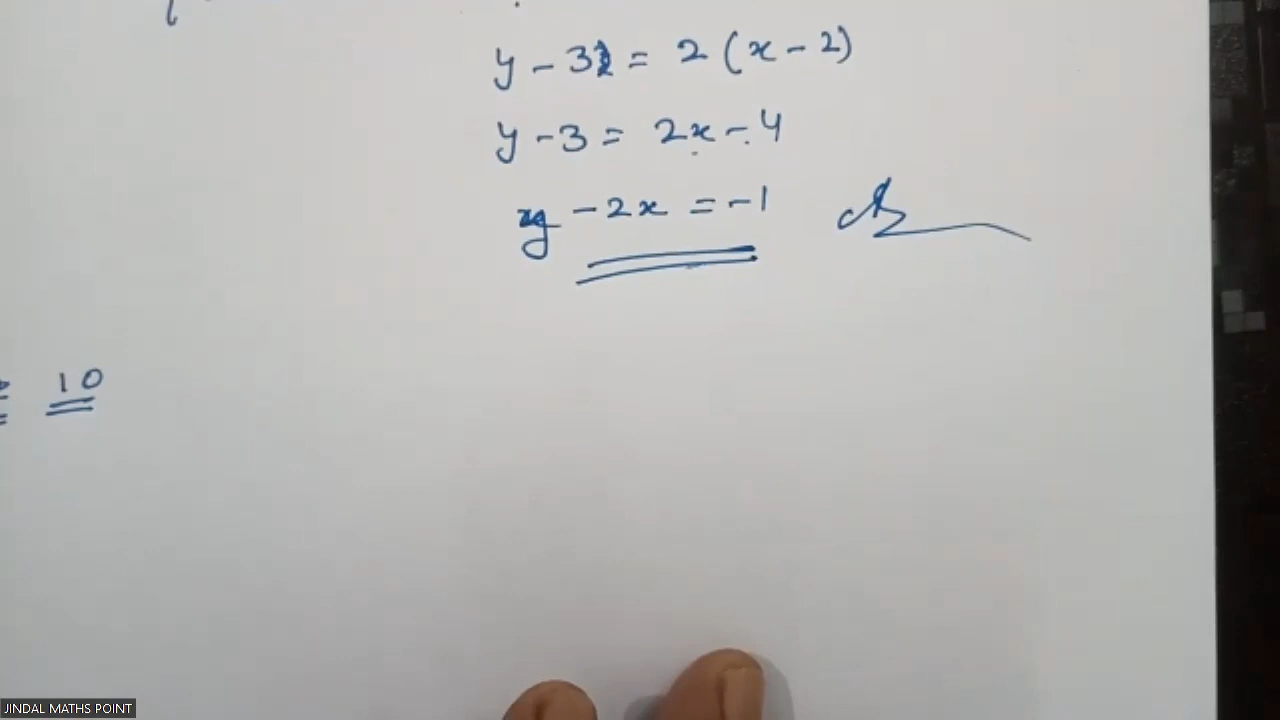 y - 3 = 2 (x - 2)
y - 3 = 2x - 4
y - 2x = -1
= 10
JINDAL MATHS POINT